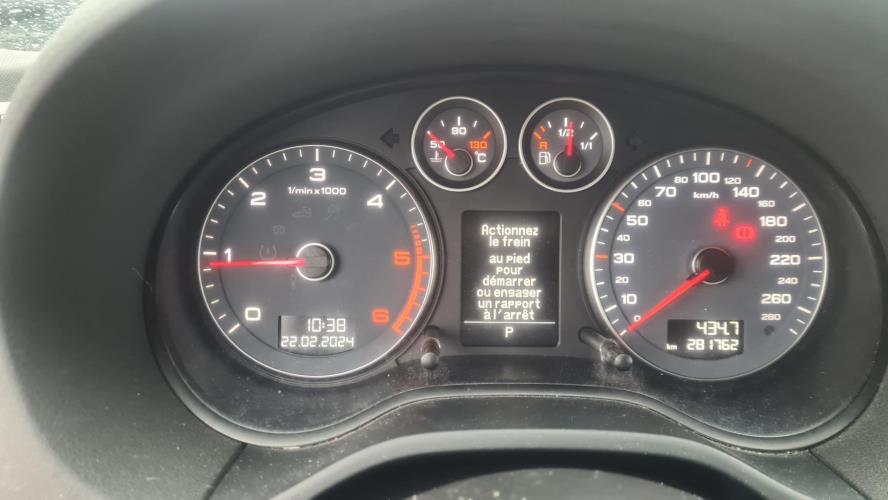 50 90 130 °C
R 1/2 1/1
1/min x 1000
0 1 2 3 4 5 6
10:38
22.02.2024
Actionnez
le frein
au pied
pour
démarrer
ou engager
un rapport
à l'arrêt
P
km/h
0 10 20 30 40 50 60 70 80 100 120 140 160 180 200 220 240 260 280
434.7
km 281762